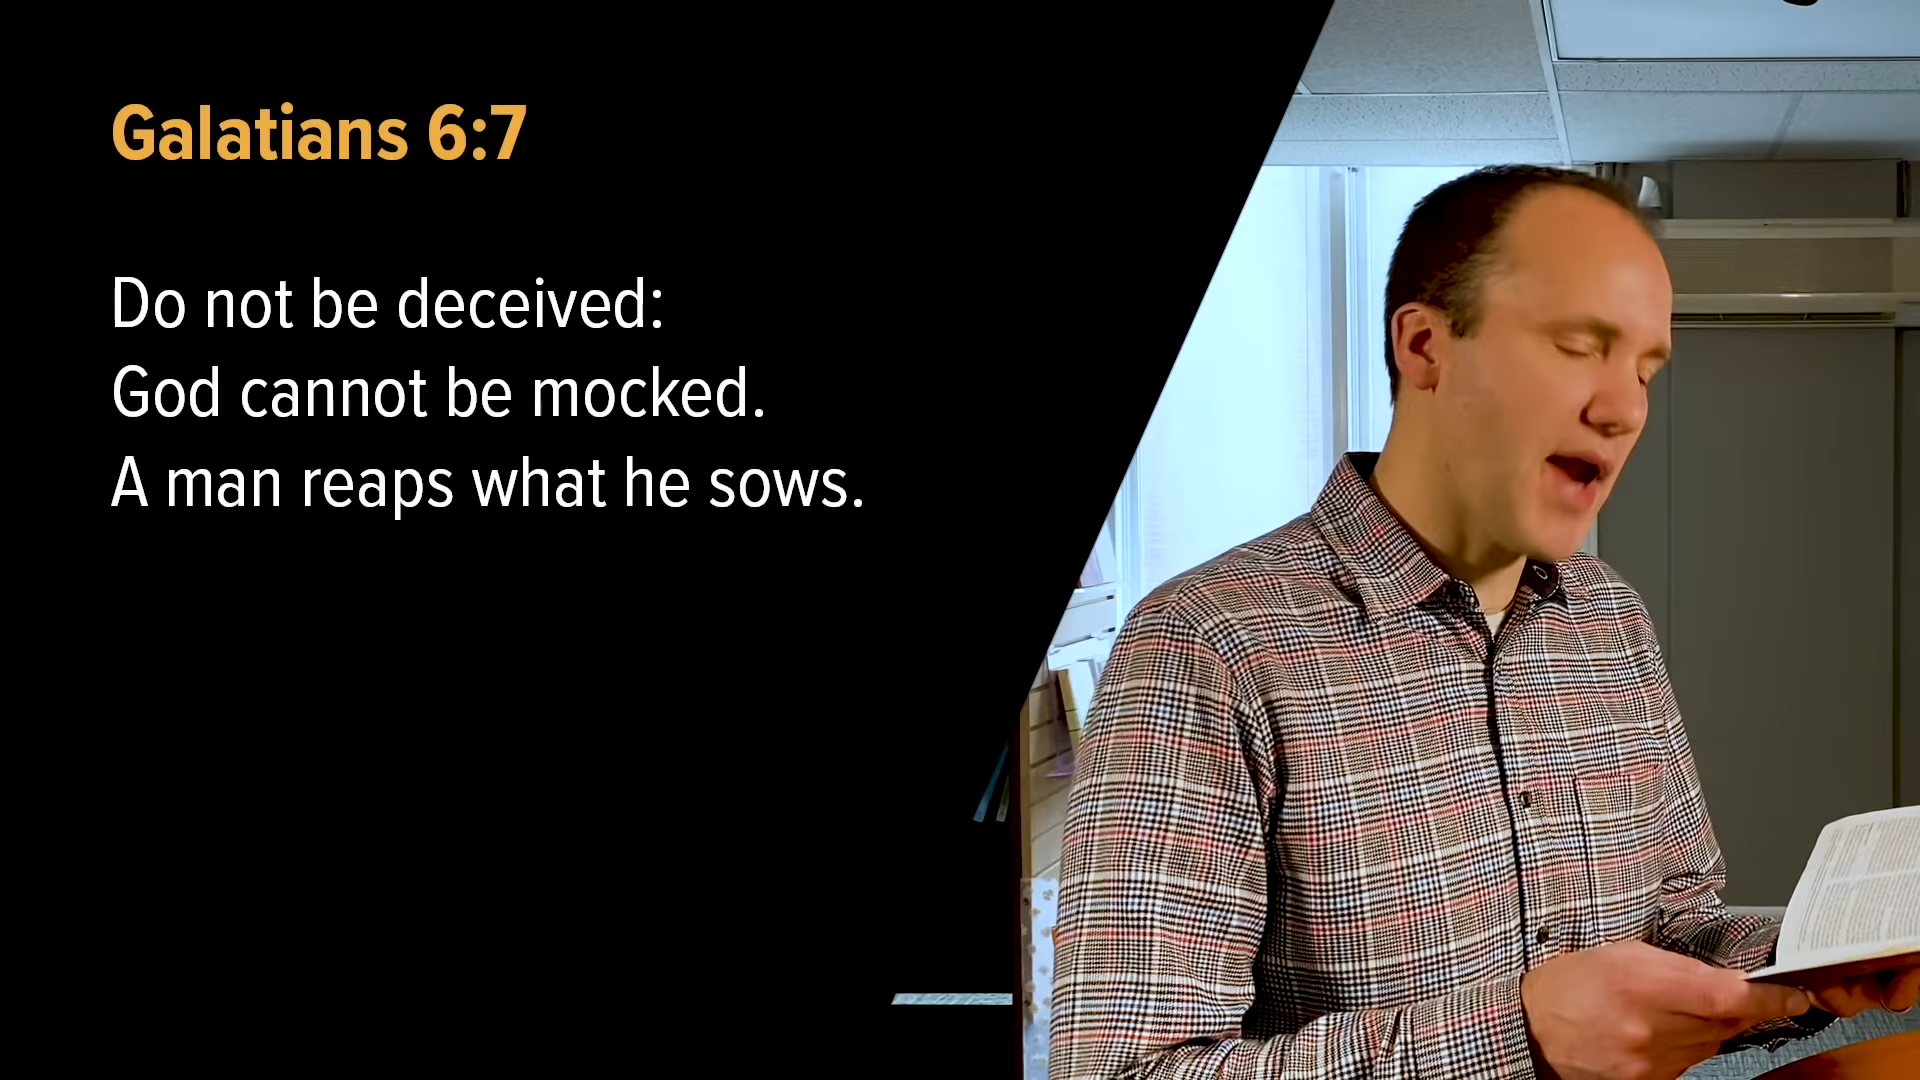 Galatians 6:7
Do not be deceived:
God cannot be mocked.
A man reaps what he sows.